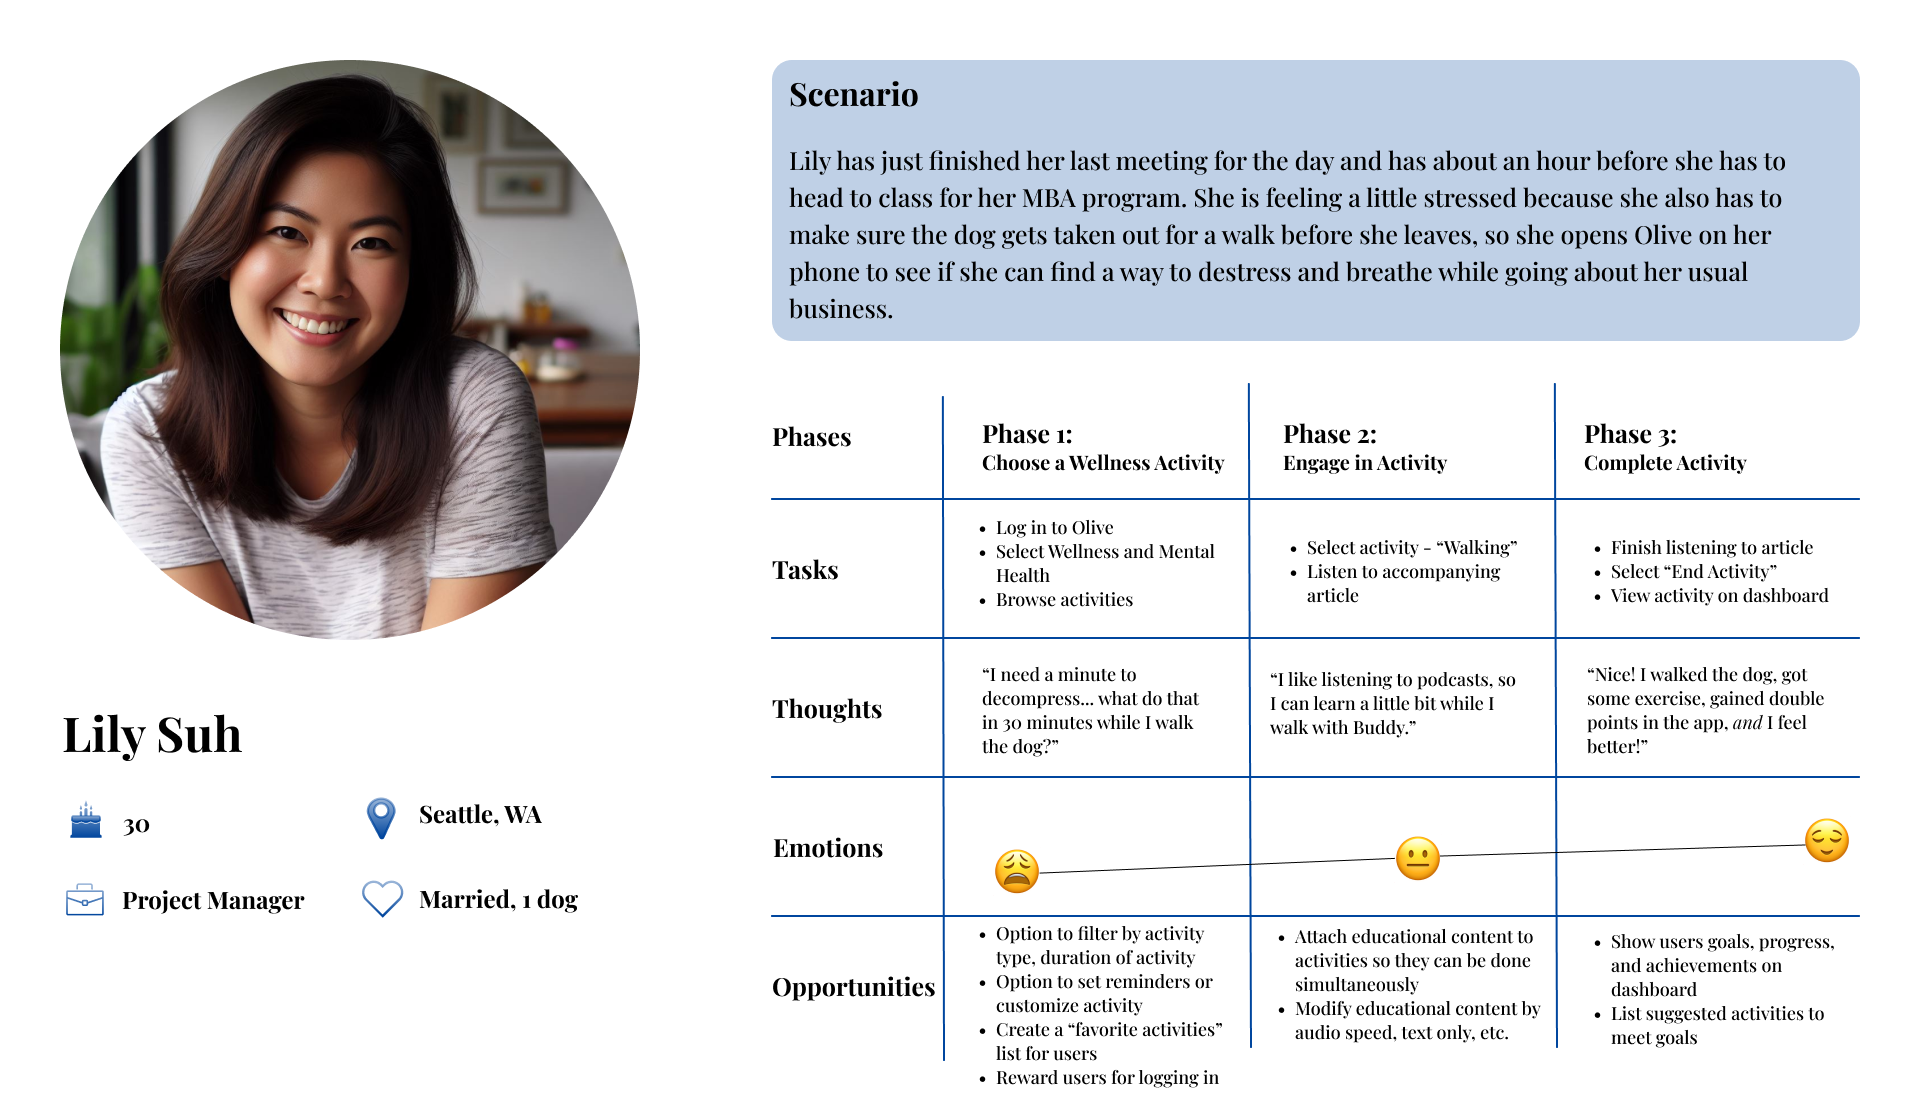 Scenario
Lily has just finished her last meeting for the day and has about an hour before she has to
head to class for her MBA program. She is feeling a little stressed because she also has to
make sure the dog gets taken out for a walk before she leaves, so she opens Olive on her
phone to see if she can find a way to destress and breathe while going about her usual
business.
Lily Suh
30
Seattle, WA
Project Manager
Married, 1 dog
Phases
Phase 1:
Choose a Wellness Activity
Phase 2:
Engage in Activity
Phase 3:
Complete Activity
Tasks
• Log in to Olive
• Select Wellness and Mental
Health
• Browse activities
• Select activity - “Walking”
• Listen to accompanying
article
• Finish listening to article
• Select “End Activity”
• View activity on dashboard
Thoughts
“I need a minute to
decompress... what do that
in 30 minutes while I walk
the dog?”
“I like listening to podcasts, so
I can learn a little bit while I
walk with Buddy.”
“Nice! I walked the dog, got
some exercise, gained double
points in the app, and I feel
better!”
Emotions
Opportunities
• Option to filter by activity
type, duration of activity
• Option to set reminders or
customize activity
• Create a “favorite activities”
list for users
• Reward users for logging in
• Attach educational content to
activities so they can be done
simultaneously
• Modify educational content by
audio speed, text only, etc.
• Show users goals, progress,
and achievements on
dashboard
• List suggested activities to
meet goals